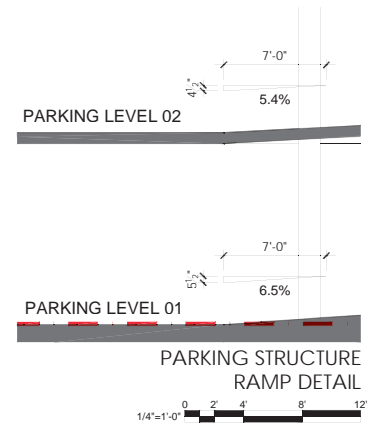 7'-0"
4½"
5.4%
PARKING LEVEL 02
7'-0"
5½"
6.5%
PARKING LEVEL 01
PARKING STRUCTURE
RAMP DETAIL
1/4"=1'-0" 0 2' 4' 8' 12'